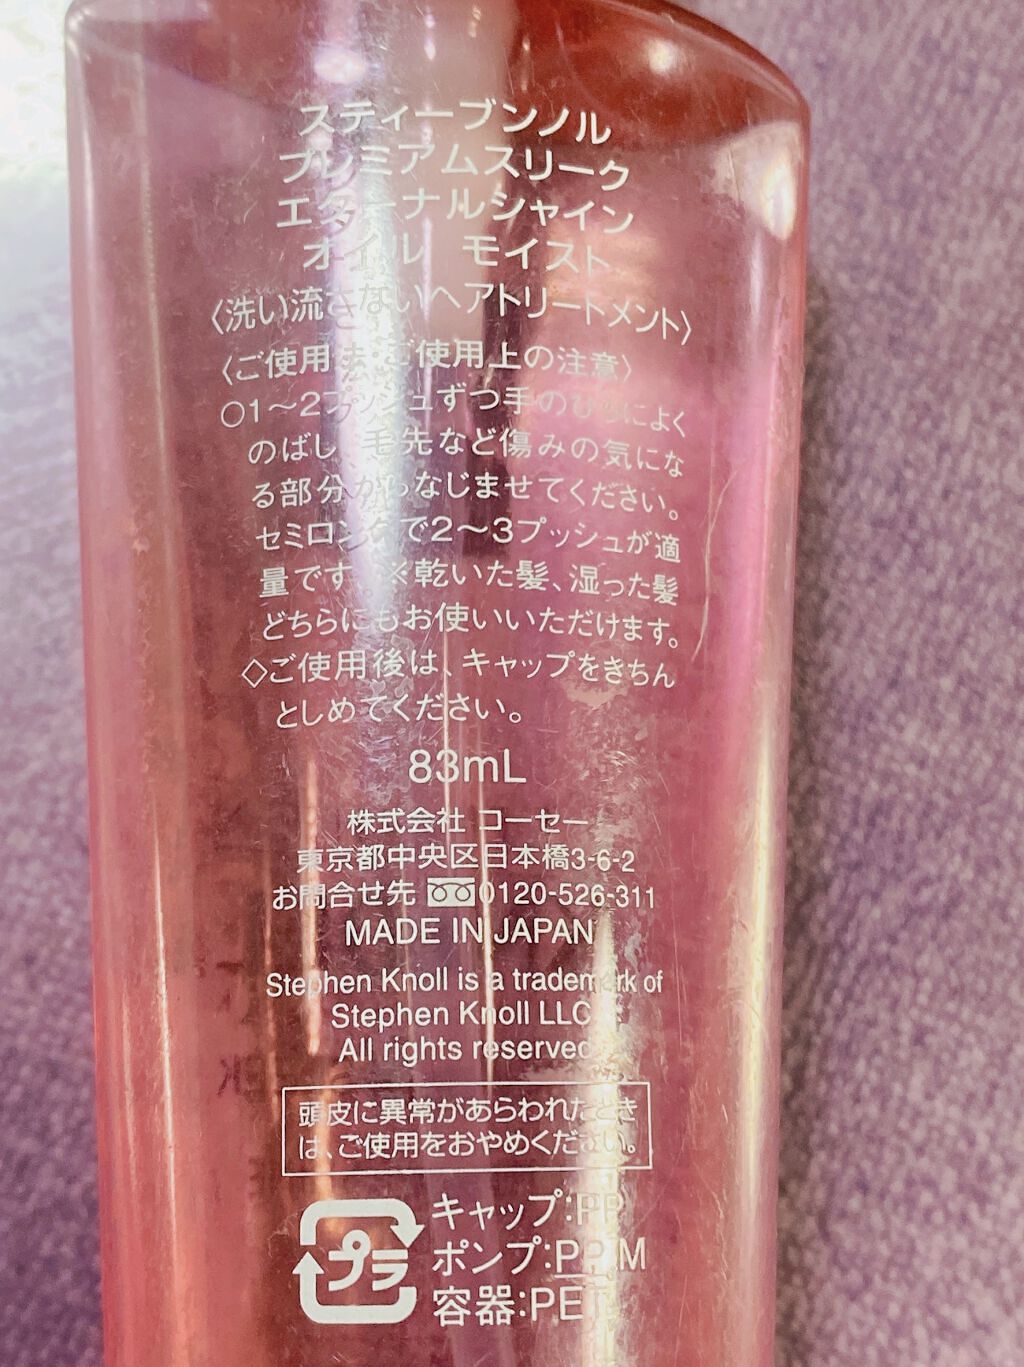 スティーブンノル
プレミアムスリーク
エターナルシャイン
オイル モイスト
〈洗い流さないヘアトリートメント〉
〈ご使用法・ご使用上の注意〉
○1～2プッシュずつ手のひらによく
のばし、毛先など傷みの気にな
る部分からなじませてください。
セミロングで2～3プッシュが適
量です。※乾いた髪、湿った髪
どちらにもお使いいただけます。
◇ご使用後は、キャップをきちん
としめてください。
83mL
株式会社 コーセー
東京都中央区日本橋3-6-2
お問合せ先 0120-526-311
MADE IN JAPAN
Stephen Knoll is a trademark of
Stephen Knoll LLC.
All rights reserved.
頭皮に異常があらわれたとき
は、ご使用をおやめください。
プラ
キャップ:PP
ポンプ:PP,M
容器:PET